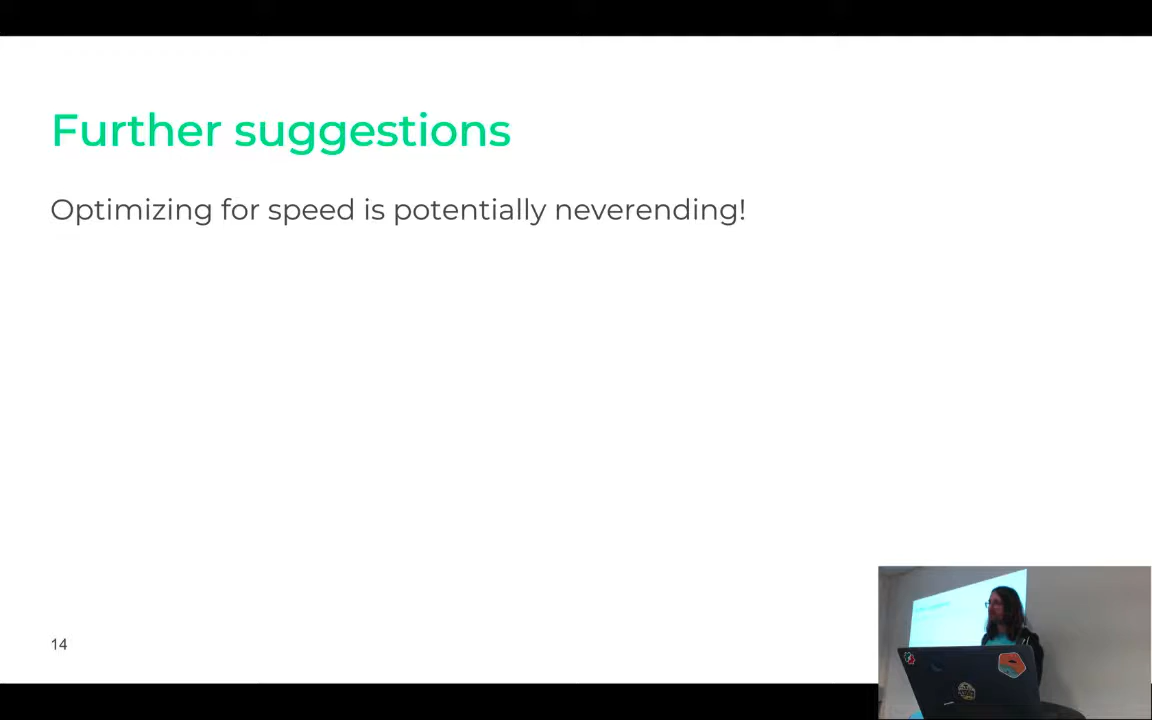 Further suggestions
Optimizing for speed is potentially neverending!
14